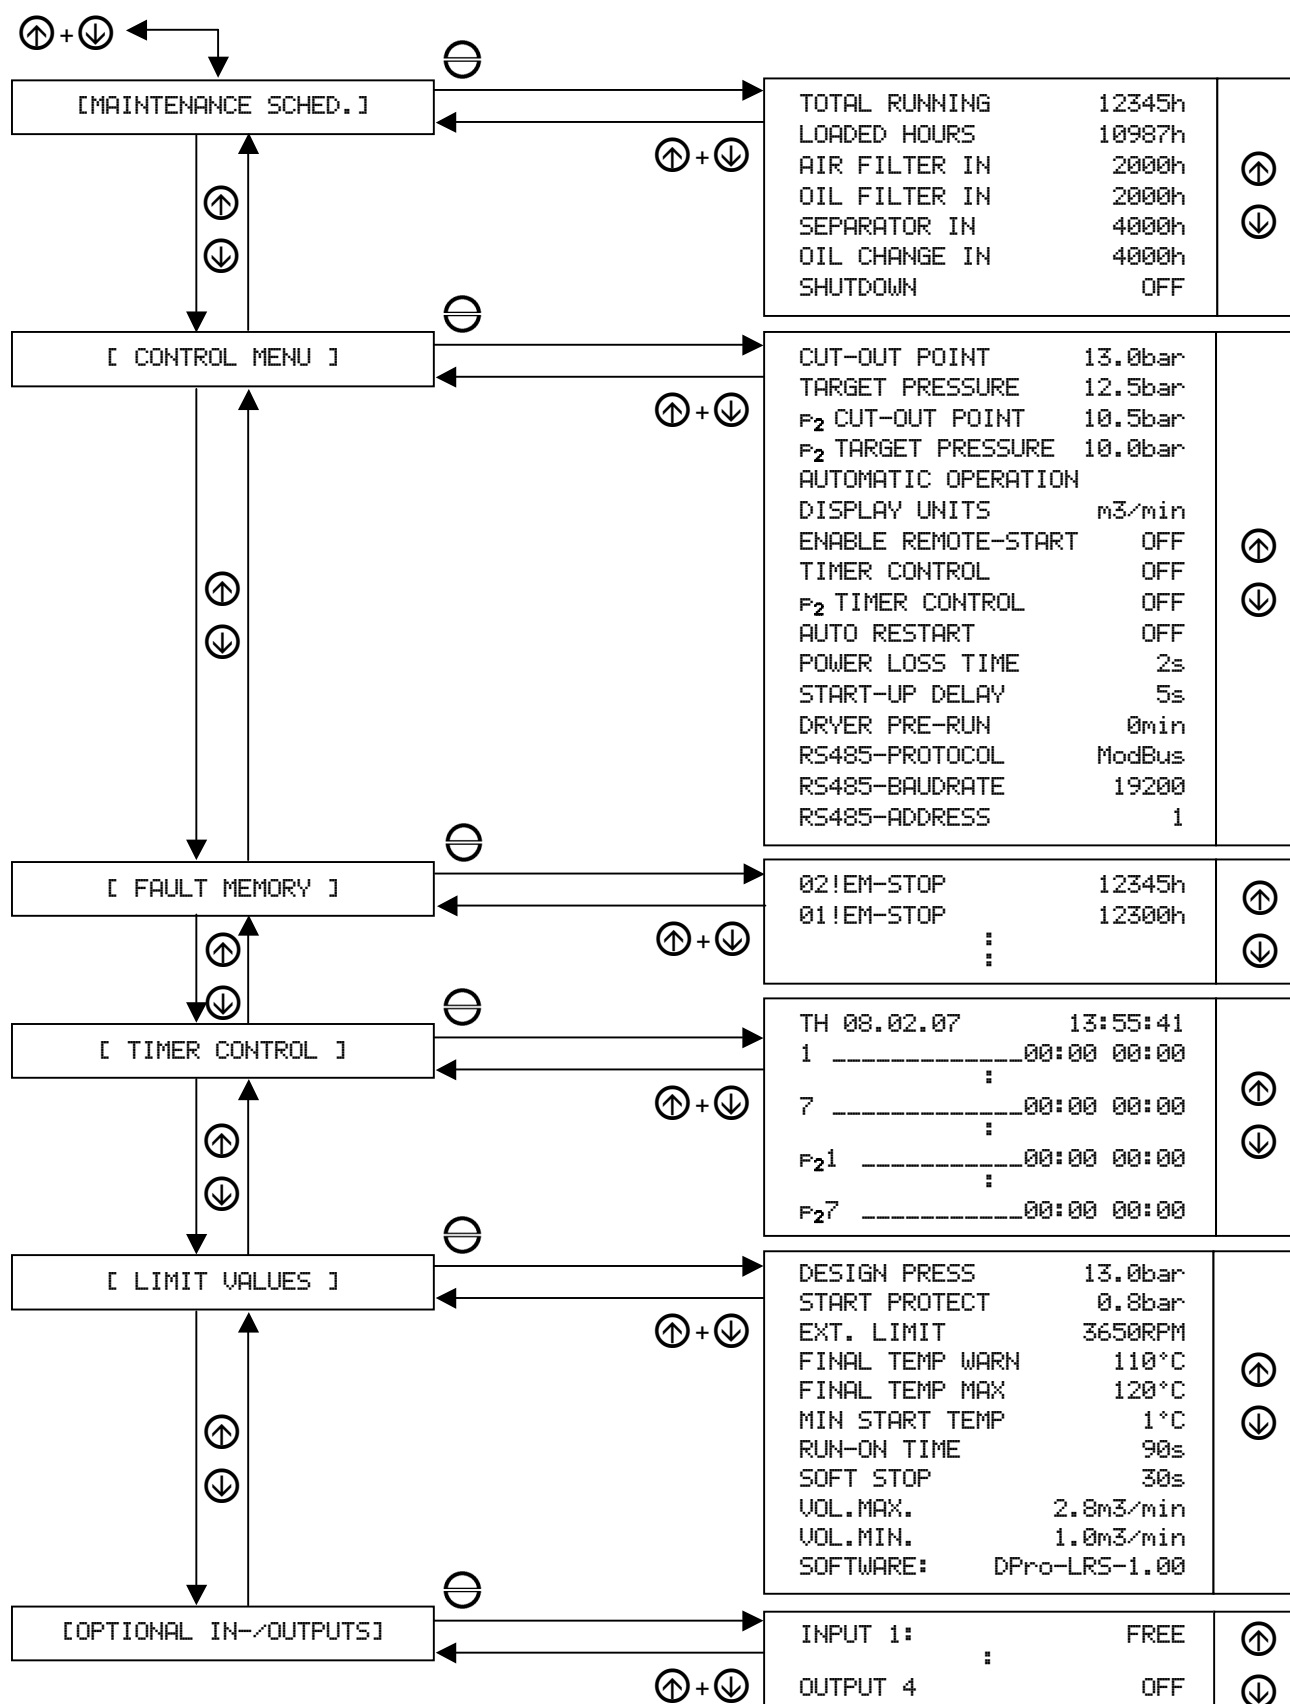 +
[MAINTENANCE SCHED.]
TOTAL RUNNING 12345h
LOADED HOURS 10987h
AIR FILTER IN 2000h
OIL FILTER IN 2000h
SEPARATOR IN 4000h
OIL CHANGE IN 4000h
SHUTDOWN OFF
+
[ CONTROL MENU ]
CUT-OUT POINT 13.0bar
TARGET PRESSURE 12.5bar
P2 CUT-OUT POINT 10.5bar
P2 TARGET PRESSURE 10.0bar
AUTOMATIC OPERATION
DISPLAY UNITS m3/min
ENABLE REMOTE-START OFF
TIMER CONTROL OFF
P2 TIMER CONTROL OFF
AUTO RESTART OFF
POWER LOSS TIME 2s
START-UP DELAY 5s
DRYER PRE-RUN 0min
RS485-PROTOCOL ModBus
RS485-BAUDRATE 19200
RS485-ADDRESS 1
+
[ FAULT MEMORY ]
02!EM-STOP 12345h
01!EM-STOP 12300h
:
:
+
[ TIMER CONTROL ]
TH 08.02.07 13:55:41
1 _____________00:00 00:00
:
7 _____________00:00 00:00
:
P21 ___________00:00 00:00
:
P27 ___________00:00 00:00
+
[ LIMIT VALUES ]
DESIGN PRESS 13.0bar
START PROTECT 0.8bar
EXT. LIMIT 3650RPM
FINAL TEMP WARN 110°C
FINAL TEMP MAX 120°C
MIN START TEMP 1°C
RUN-ON TIME 90s
SOFT STOP 30s
VOL.MAX. 2.8m3/min
VOL.MIN. 1.0m3/min
SOFTWARE: DPro-LRS-1.00
+
[OPTIONAL IN-/OUTPUTS]
INPUT 1: FREE
:
OUTPUT 4 OFF
+